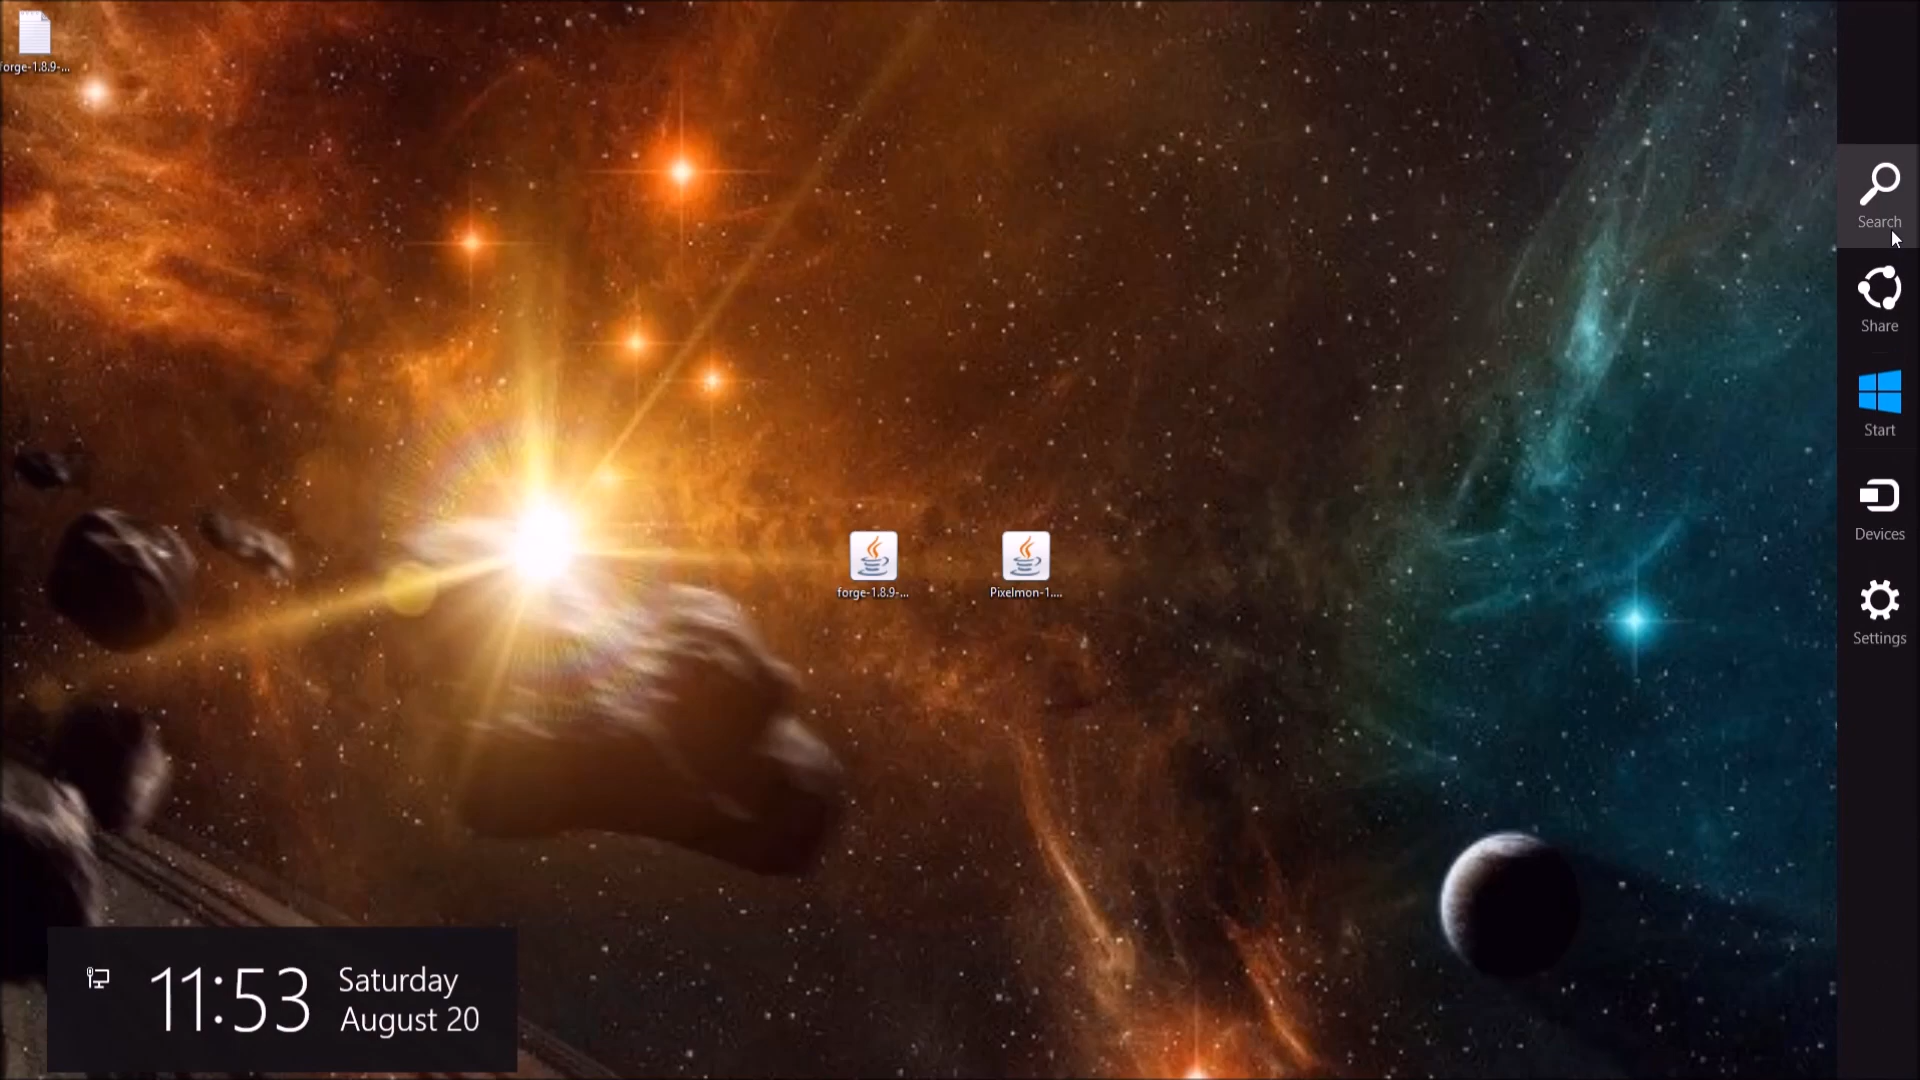 forge-1.8.9-...
Search
Share
Start
Devices
Settings
forge-1.8.9-...
Pixelmon-1....
11:53
Saturday
August 20